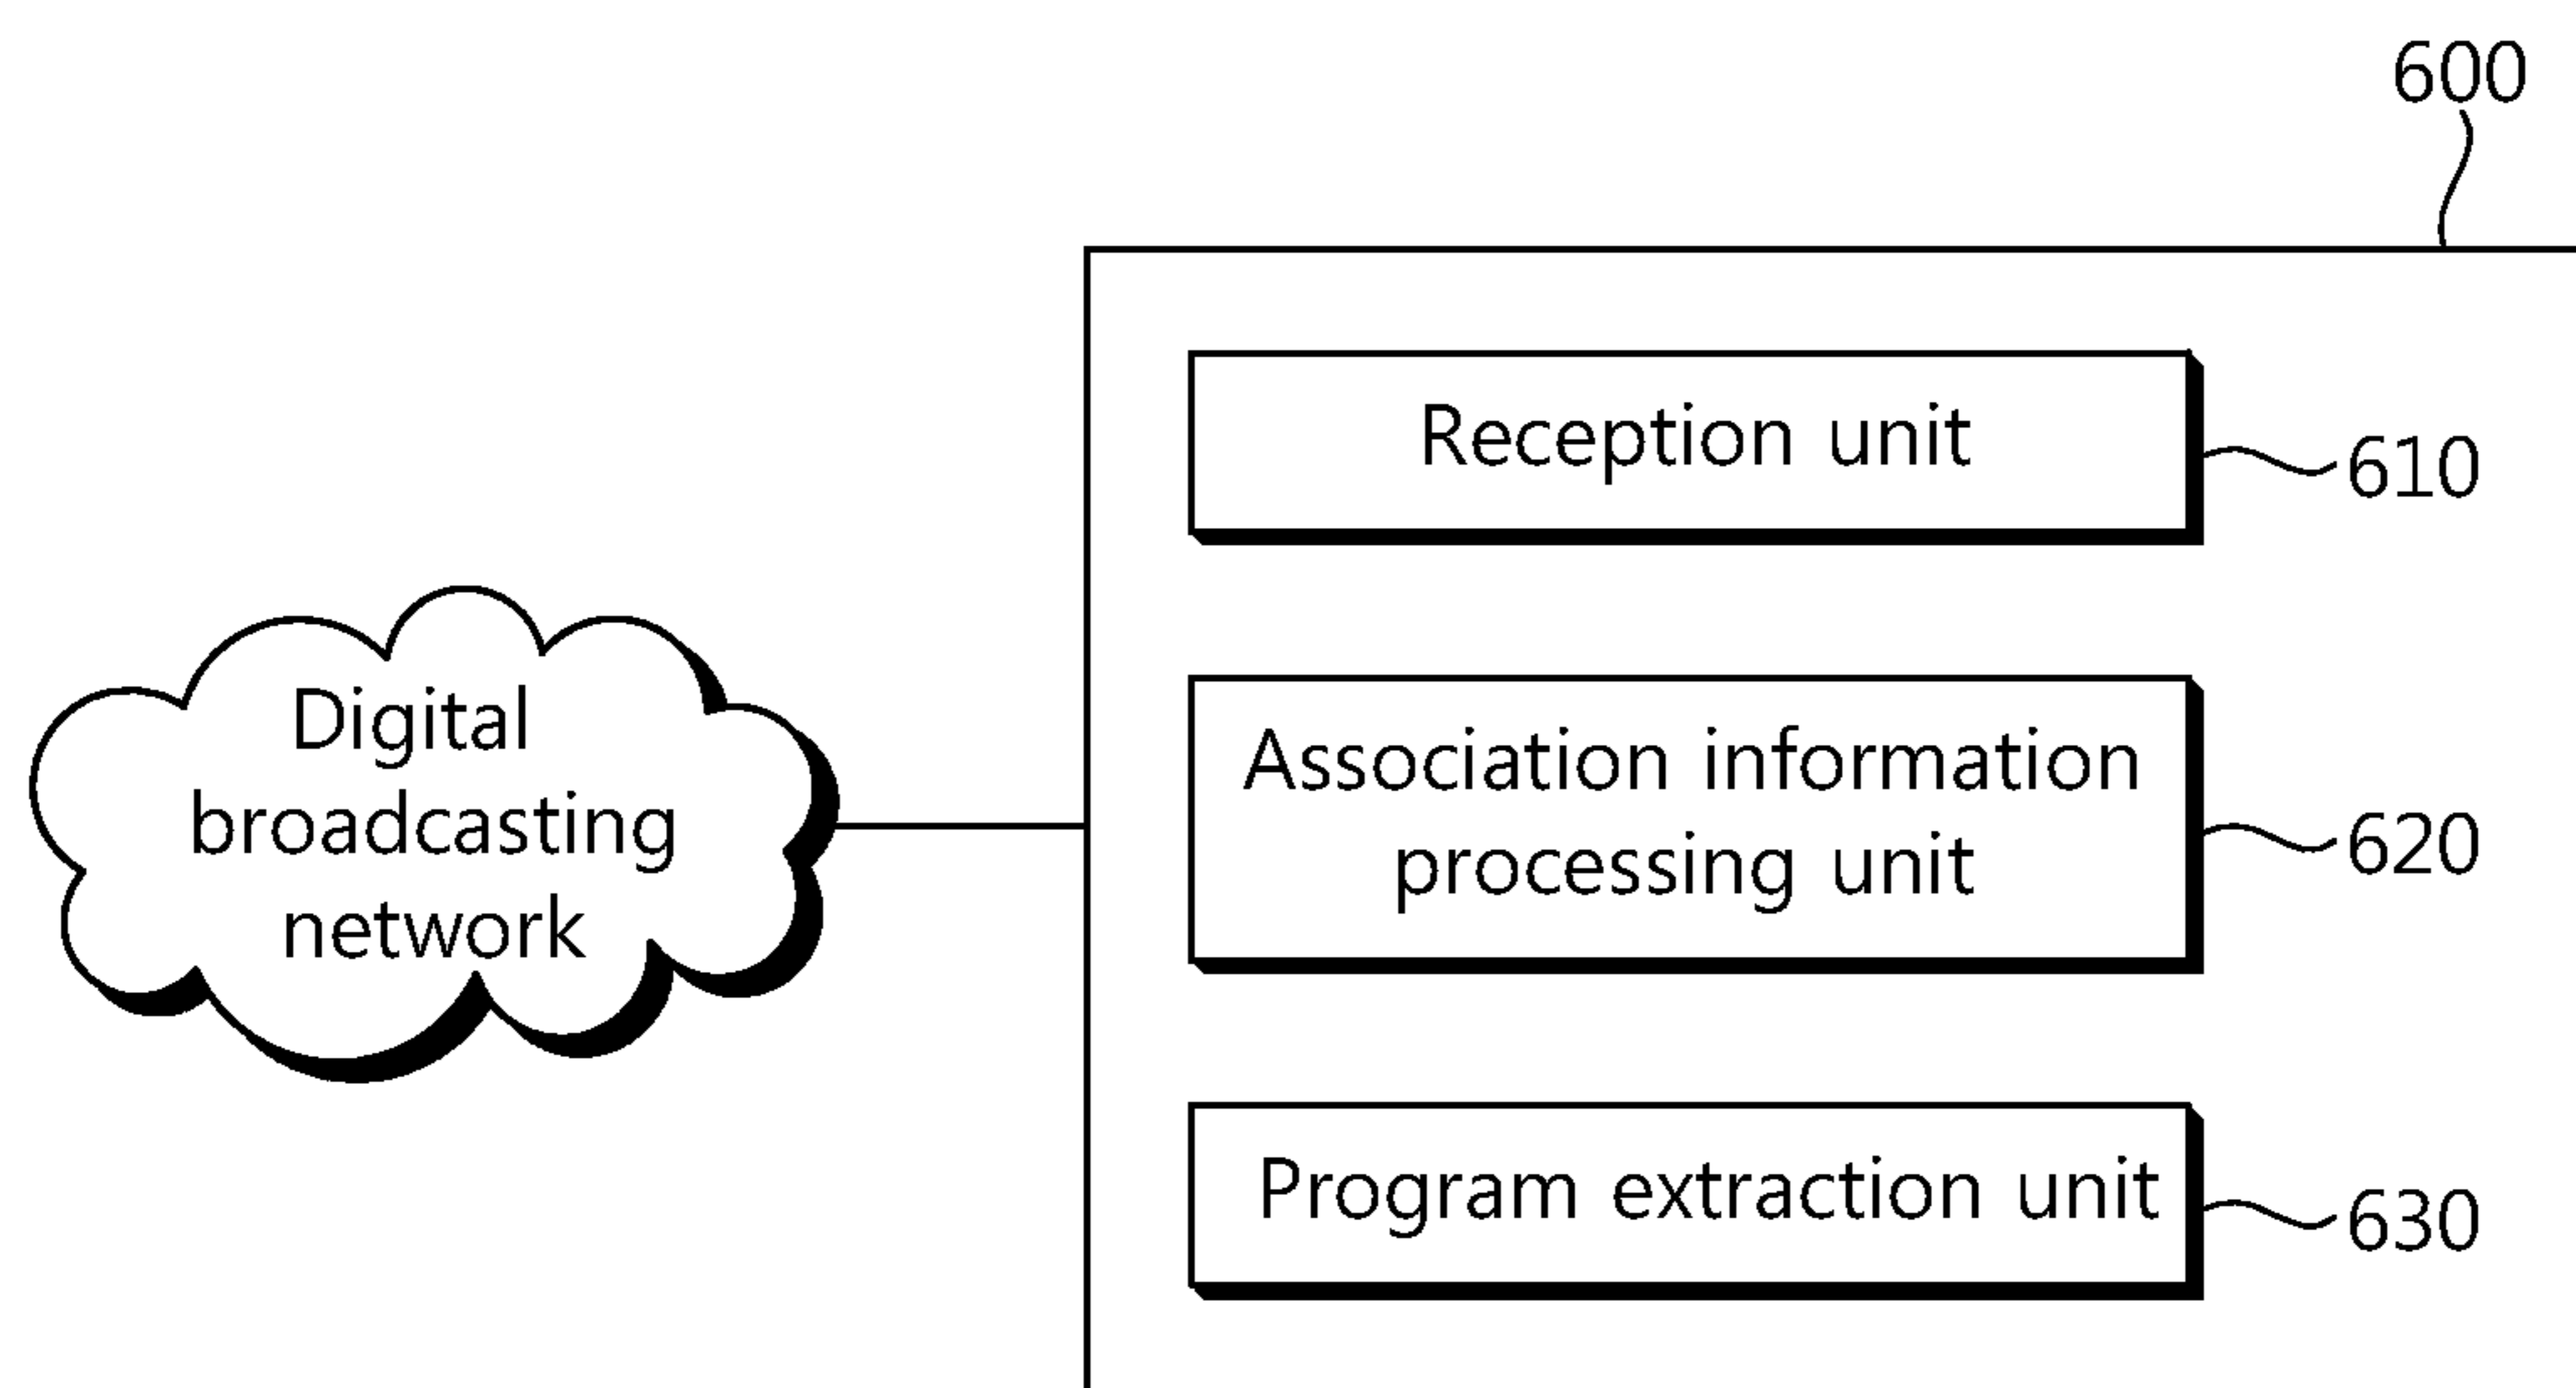 600
Reception unit
610
Digital
broadcasting
network
Association information
processing unit
620
Program extraction unit
630